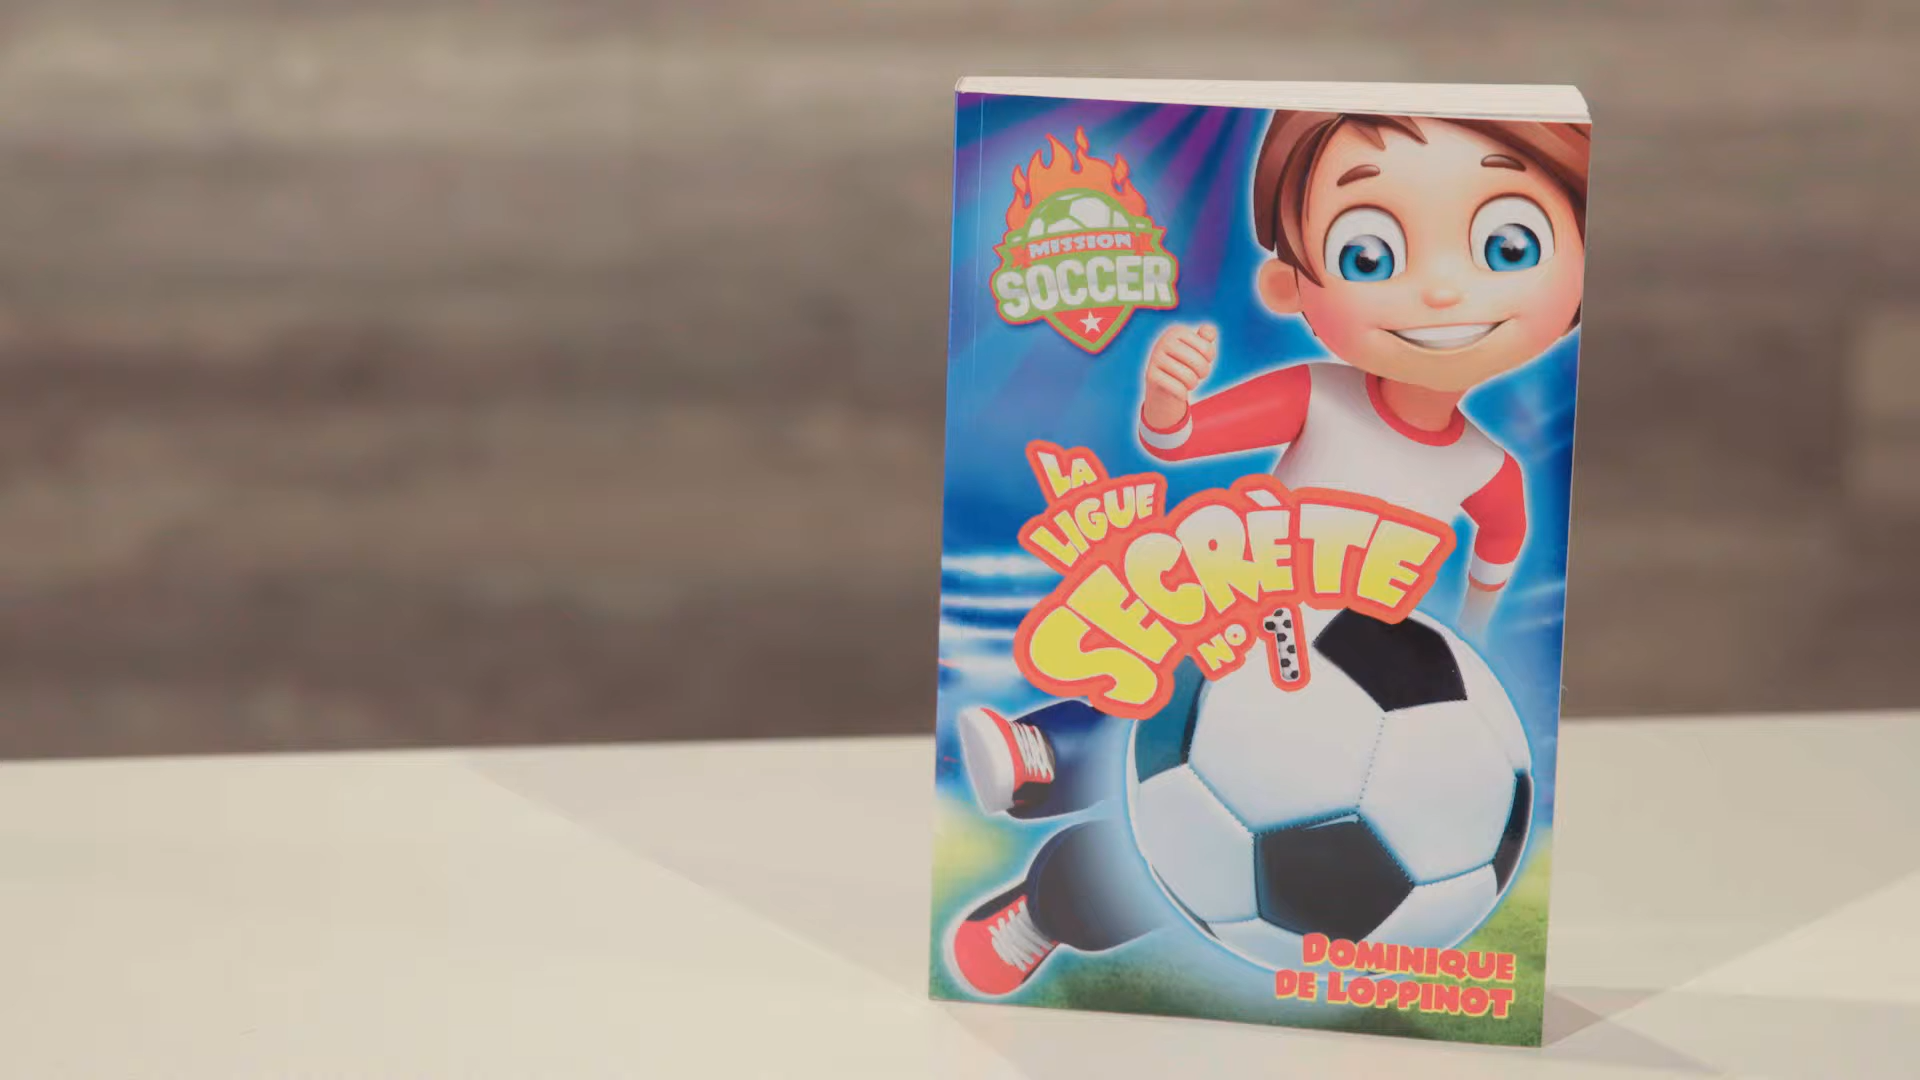 MISSION
SOCCER
LA
LIGUE
SECRÈTE
No 1
DOMINIQUE
DE LOPPINOT